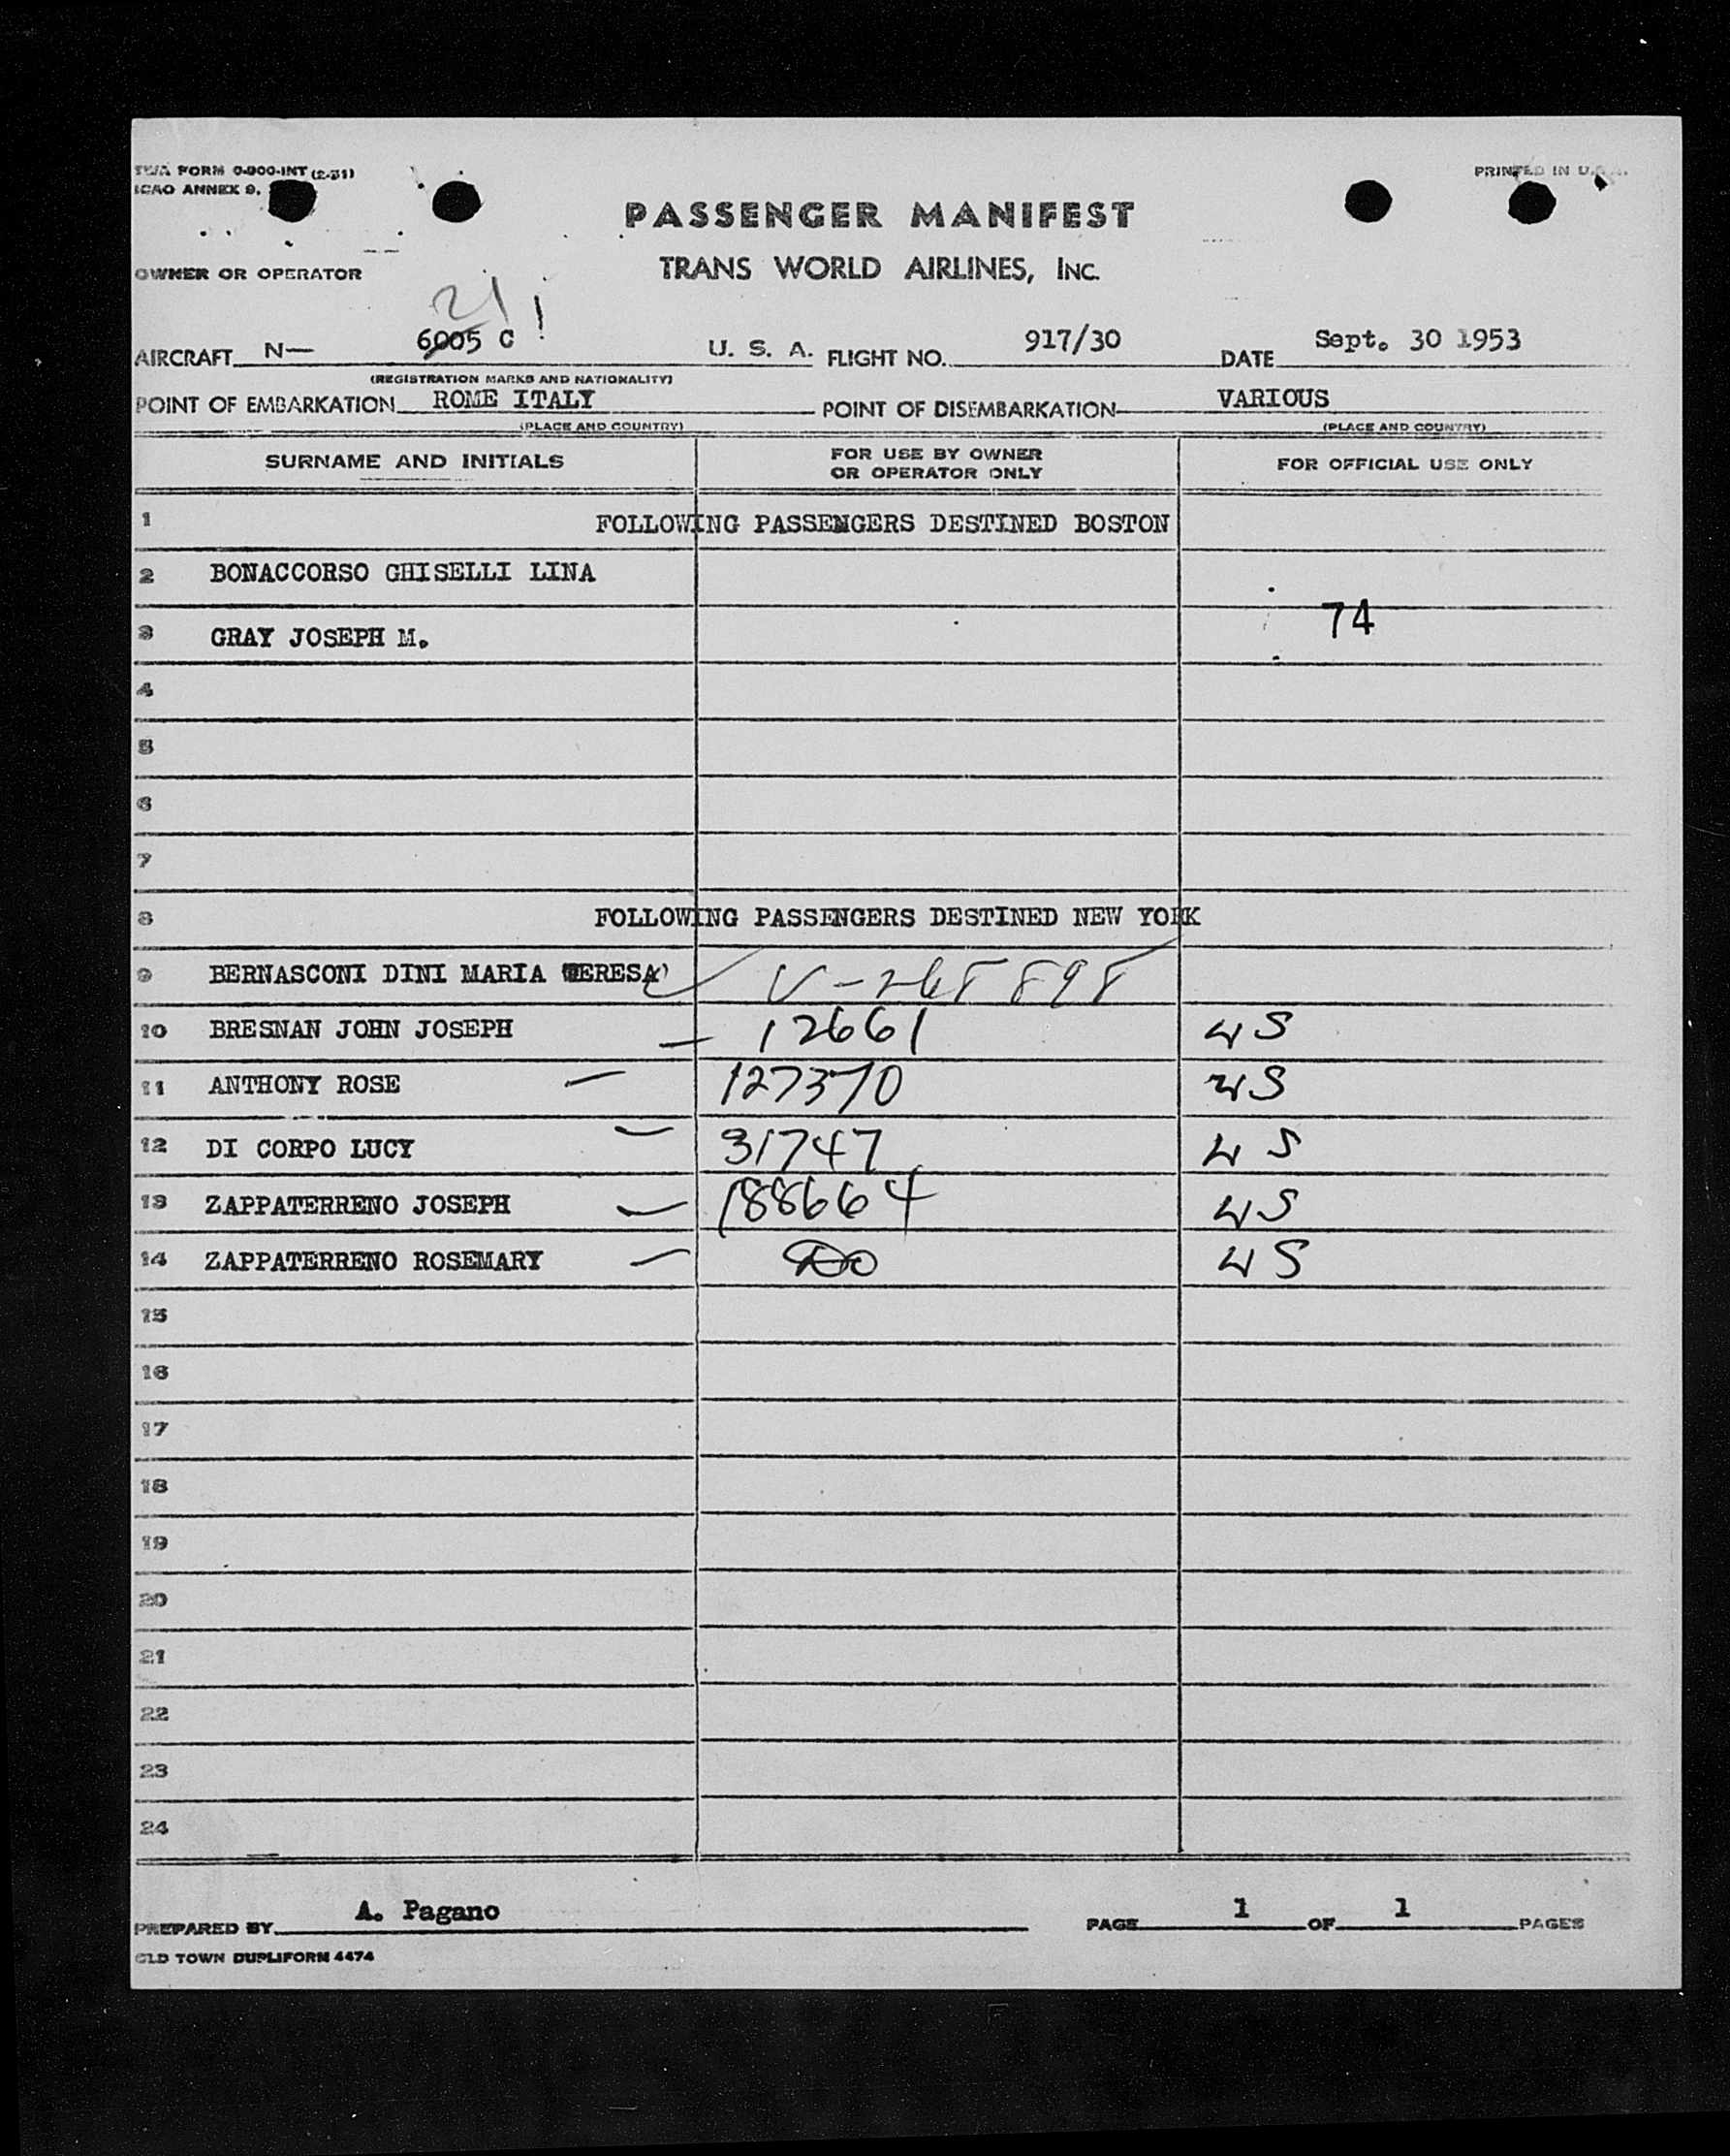 TWA FORM O-900-INT (2-51)
PRINTED IN U.S.A.
ICAO ANNEX 9.
PASSENGER MANIFEST
OWNER OR OPERATOR
TRANS WORLD AIRLINES, INC.
21
AIRCRAFT N— 6005 C U. S. A. FLIGHT NO. 917/30 DATE Sept. 30 1953
(REGISTRATION MARKS AND NATIONALITY)
POINT OF EMBARKATION ROME ITALY POINT OF DISEMBARKATION VARIOUS
(PLACE AND COUNTRY) (PLACE AND COUNTRY)
SURNAME AND INITIALS FOR USE BY OWNER OR OPERATOR ONLY FOR OFFICIAL USE ONLY
1 FOLLOWING PASSENGERS DESTINED BOSTON
2 BONACCORSO GHISELLI LINA
74
3 GRAY JOSEPH M.
4
5
6
7
8 FOLLOWING PASSENGERS DESTINED NEW YORK
9 BERNASCONI DINI MARIA TERESA V-268898
10 BRESNAN JOHN JOSEPH — 12661 US
11 ANTHONY ROSE — 127370 US
12 DI CORPO LUCY — 31747 US
13 ZAPPATERRENO JOSEPH — 188664 US
14 ZAPPATERRENO ROSEMARY — Do US
15
16
17
18
19
20
21
22
23
24
PREPARED BY A. Pagano PAGE 1 OF 1 PAGES
OLD TOWN DUPLIFORM 4474